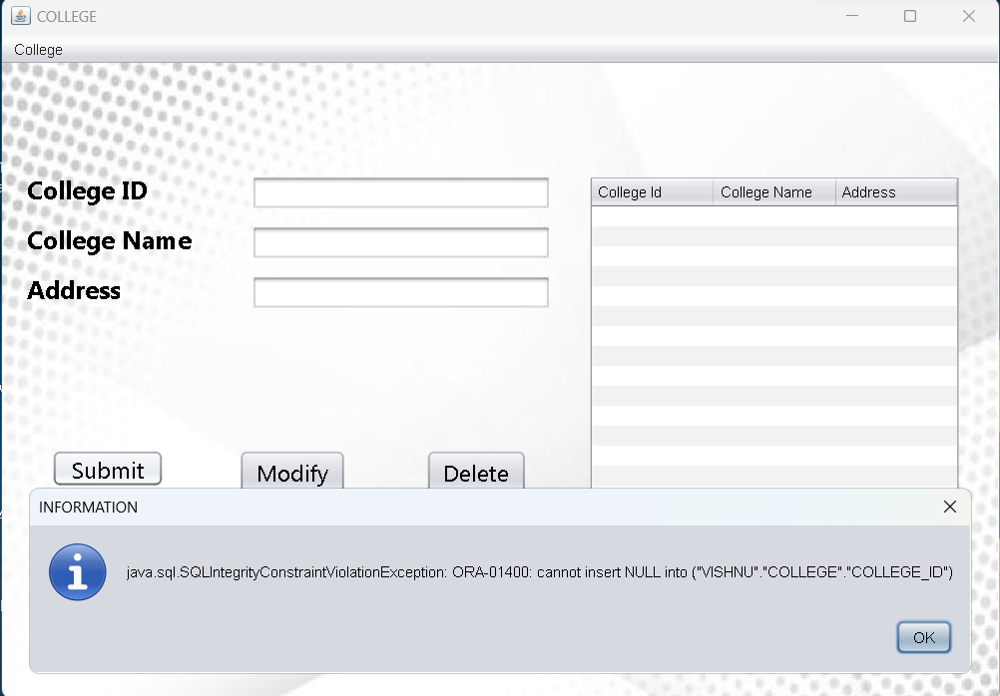 COLLEGE
College
College ID
College Name
Address
College Id College Name Address
Submit Modify Delete
INFORMATION
java.sql.SQLIntegrityConstraintViolationException: ORA-01400: cannot insert NULL into ("VISHNU"."COLLEGE"."COLLEGE_ID")
OK